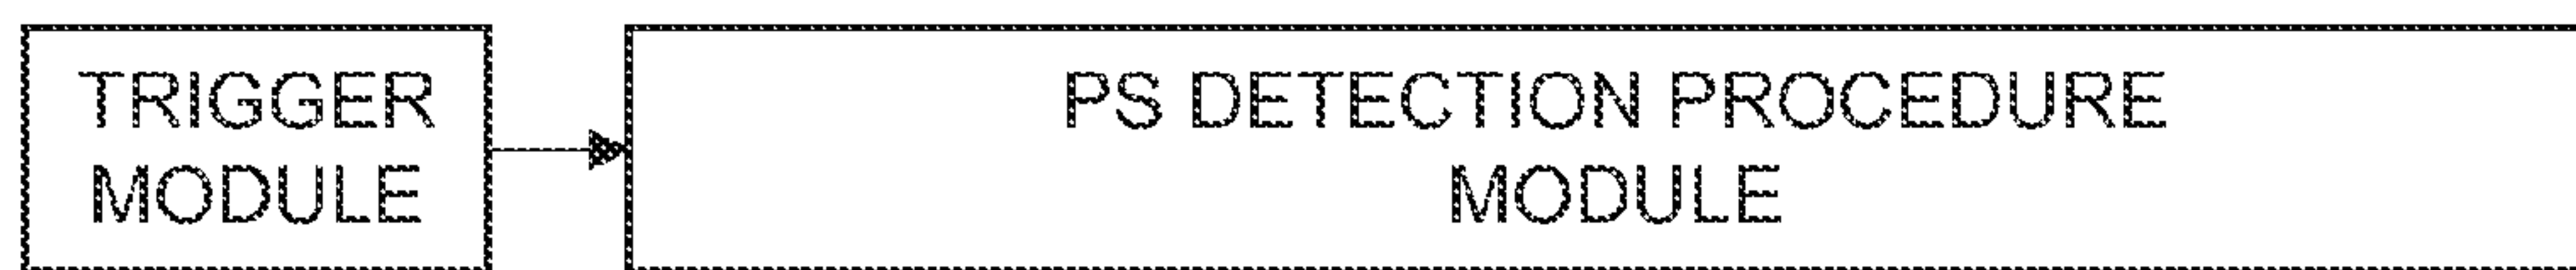 TRIGGER
MODULE
PS DETECTION PROCEDURE
MODULE